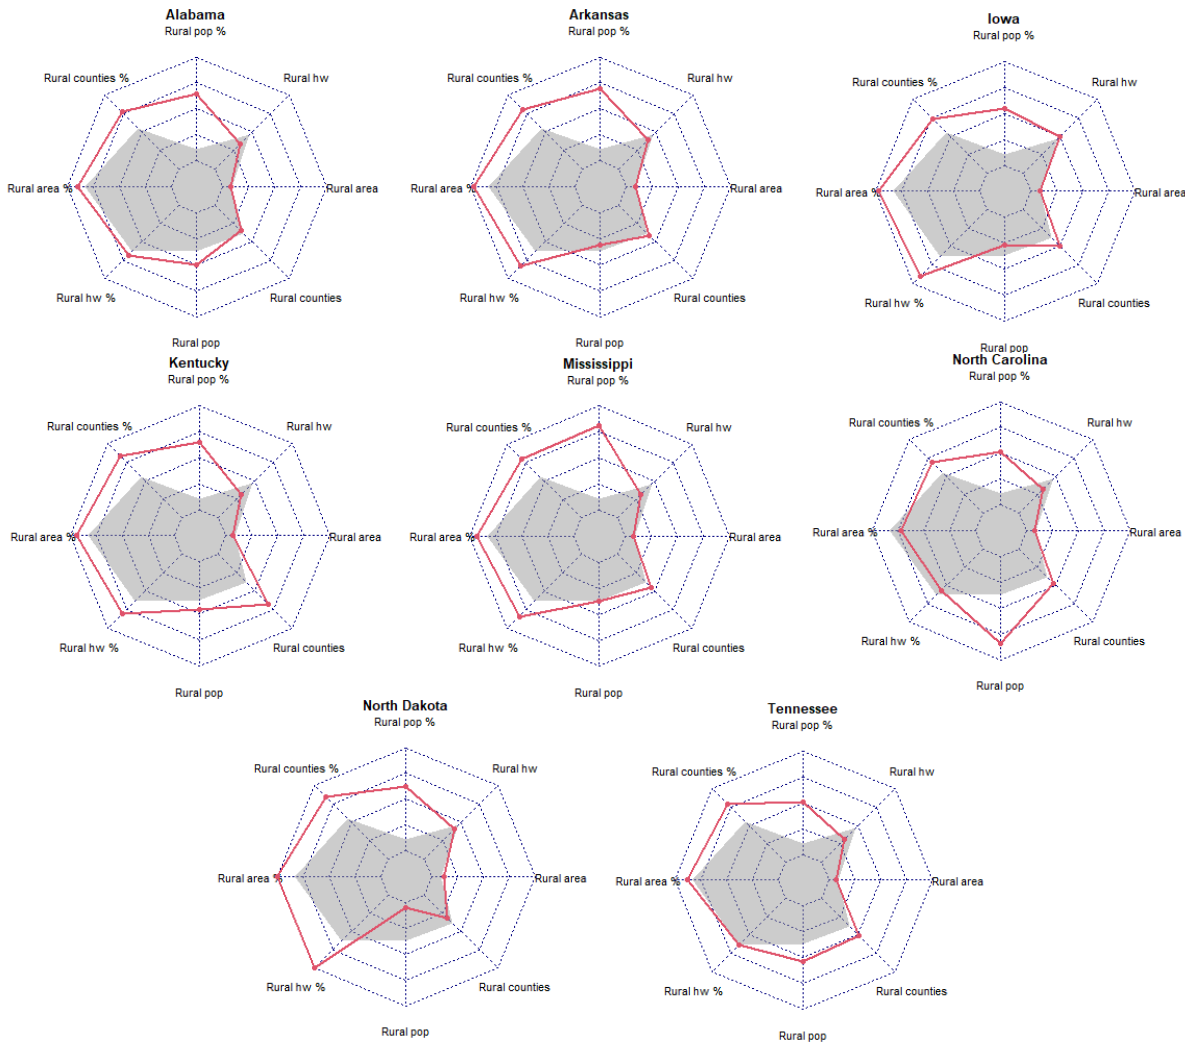 Alabama
Rural pop %
Rural counties %
Rural hw
Rural area %
Rural area
Rural hw %
Rural counties
Rural pop
Arkansas
Rural pop %
Rural counties %
Rural hw
Rural area %
Rural area
Rural hw %
Rural counties
Rural pop
Iowa
Rural pop %
Rural counties %
Rural hw
Rural area %
Rural area
Rural hw %
Rural counties
Rural pop
Kentucky
Rural pop %
Rural counties %
Rural hw
Rural area %
Rural area
Rural hw %
Rural counties
Rural pop
Mississippi
Rural pop %
Rural counties %
Rural hw
Rural area %
Rural area
Rural hw %
Rural counties
Rural pop
North Carolina
Rural pop %
Rural counties %
Rural hw
Rural area %
Rural area
Rural hw %
Rural counties
Rural pop
North Dakota
Rural pop %
Rural counties %
Rural hw
Rural area %
Rural area
Rural hw %
Rural counties
Rural pop
Tennessee
Rural pop %
Rural counties %
Rural hw
Rural area %
Rural area
Rural hw %
Rural counties
Rural pop